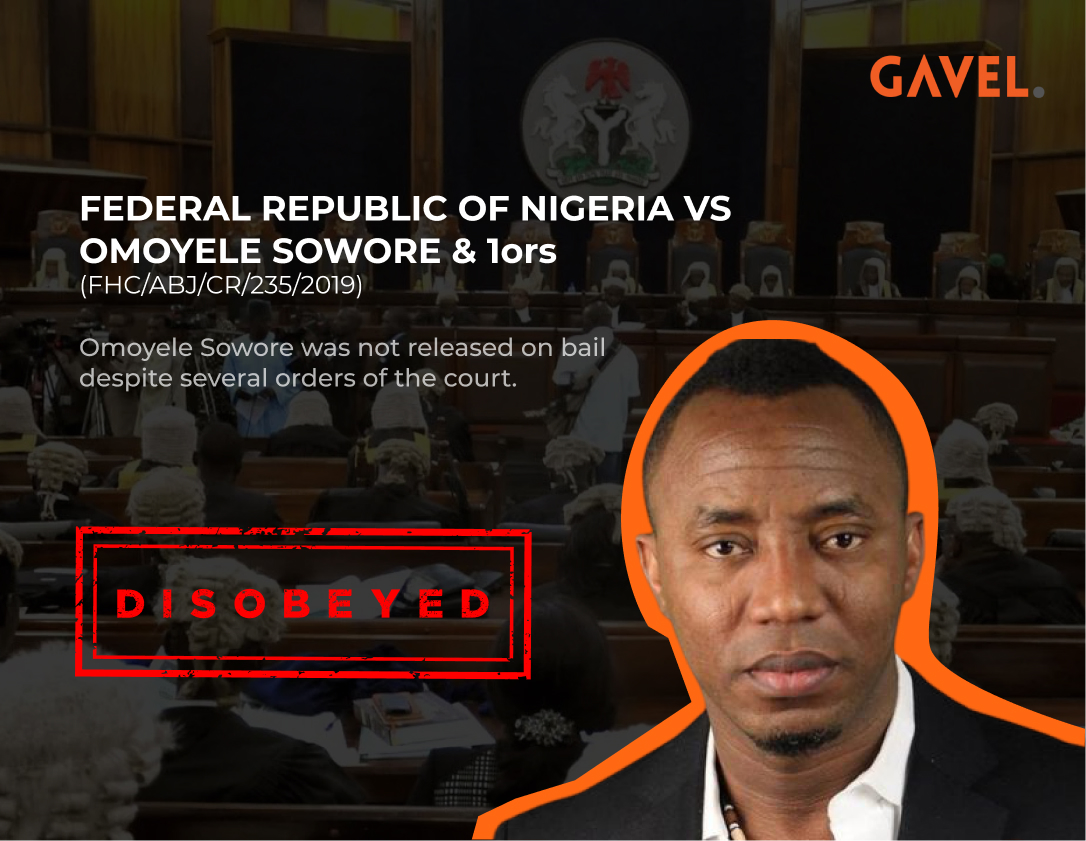 GAVEL.
FEDERAL REPUBLIC OF NIGERIA VS
OMOYELE SOWORE & 1ors
(FHC/ABJ/CR/235/2019)
Omoyele Sowore was not released on bail
despite several orders of the court.
DISOBEYED